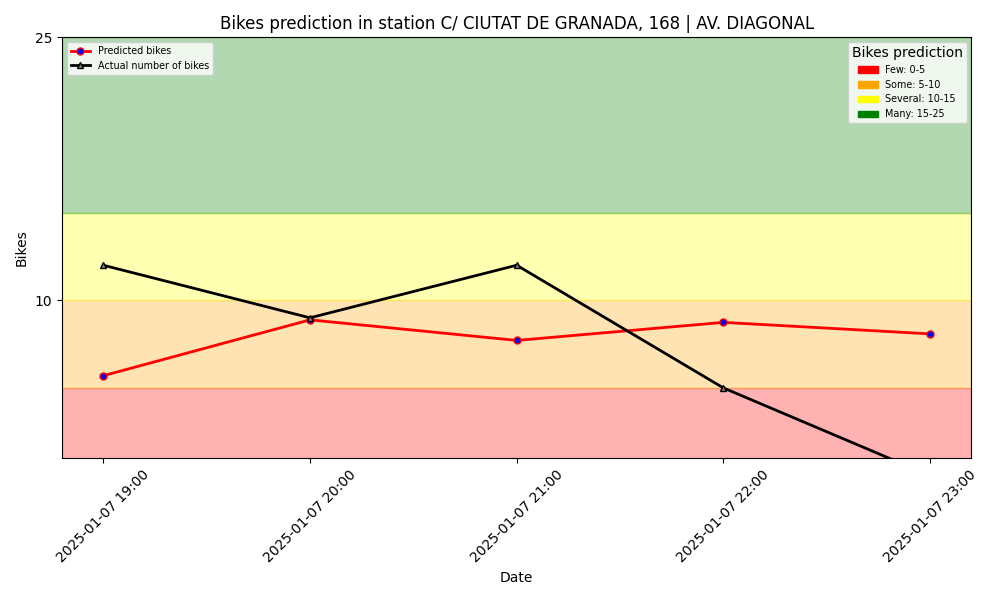 Bikes prediction in station C/ CIUTAT DE GRANADA, 168 | AV. DIAGONAL
25
Predicted bikes
Actual number of bikes
Bikes prediction
Few: 0-5
Some: 5-10
Several: 10-15
Many: 15-25
Bikes
10
2025-01-07 19:00
2025-01-07 20:00
2025-01-07 21:00
2025-01-07 22:00
2025-01-07 23:00
Date